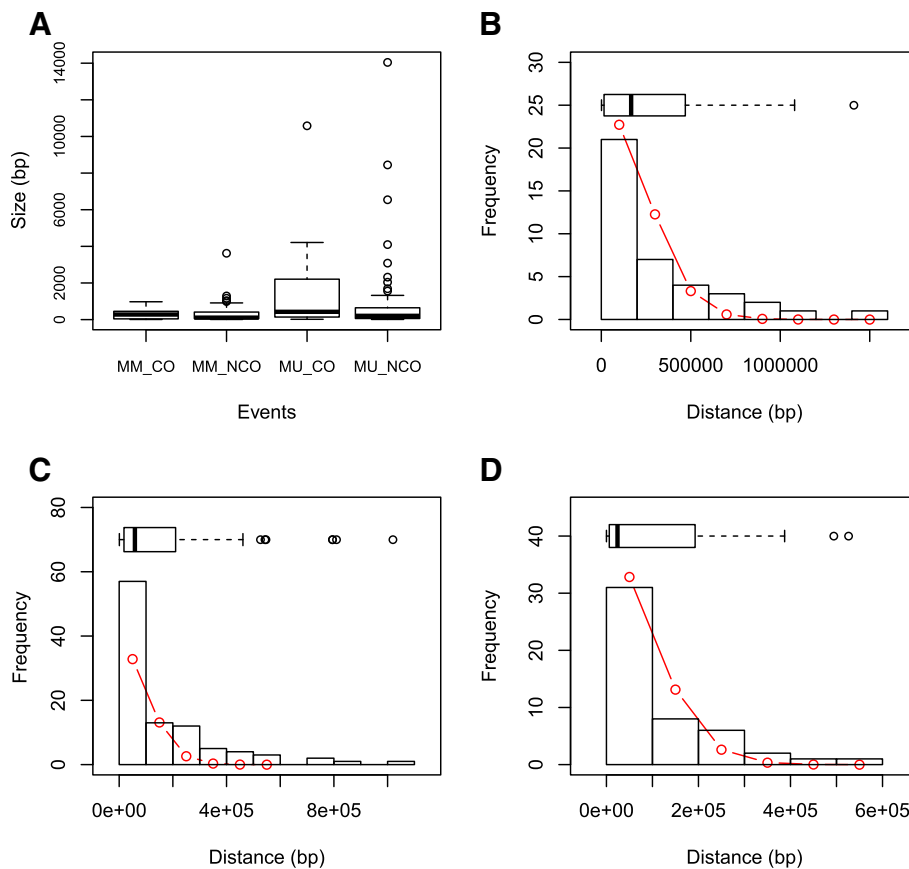 A
14000
10000
6000
2000
0
Size (bp)
MM_CO MM_NCO MU_CO MU_NCO
Events
B
30
25
20
15
10
5
0
Frequency
0 500000 1000000
Distance (bp)
C
80
60
40
20
0
Frequency
0e+00 4e+05 8e+05
Distance (bp)
D
40
30
20
10
0
Frequency
0e+00 2e+05 4e+05 6e+05
Distance (bp)